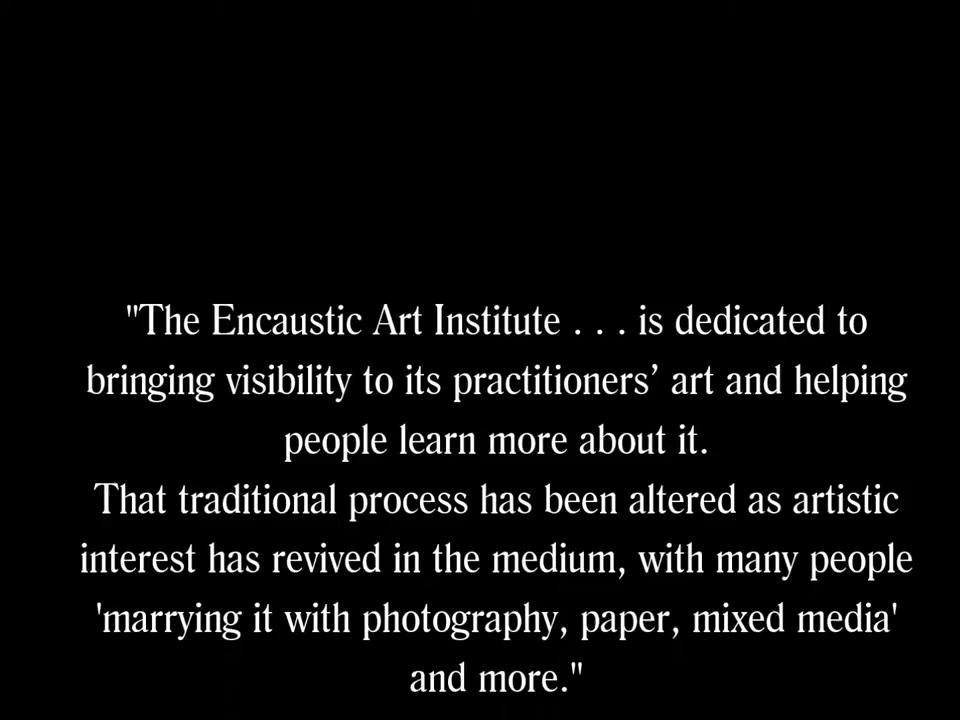 "The Encaustic Art Institute . . . is dedicated to
bringing visibility to its practitioners’ art and helping
people learn more about it.
That traditional process has been altered as artistic
interest has revived in the medium, with many people
'marrying it with photography, paper, mixed media'
and more."